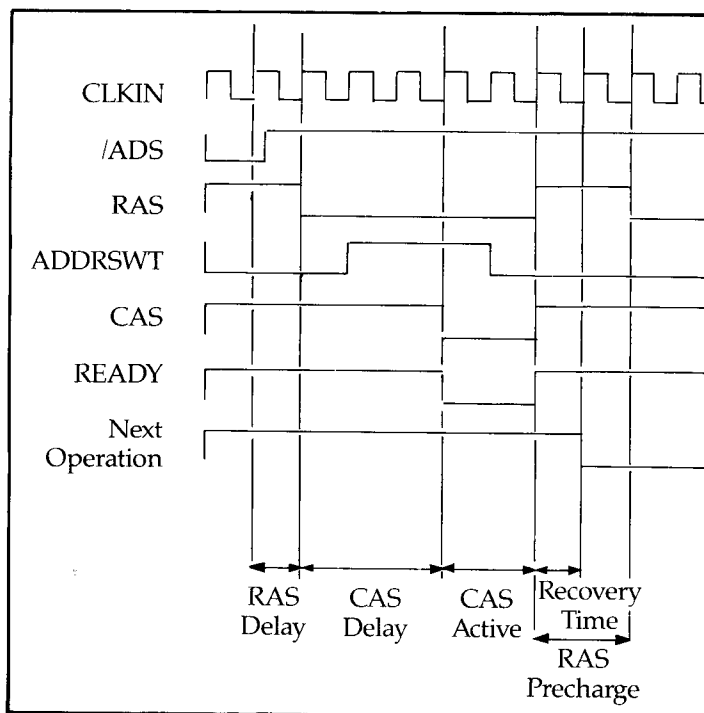 CLKIN
/ADS
RAS
ADDRSWT
CAS
READY
Next
Operation
RAS
Delay
CAS
Delay
CAS
Active
Recovery
Time
RAS
Precharge